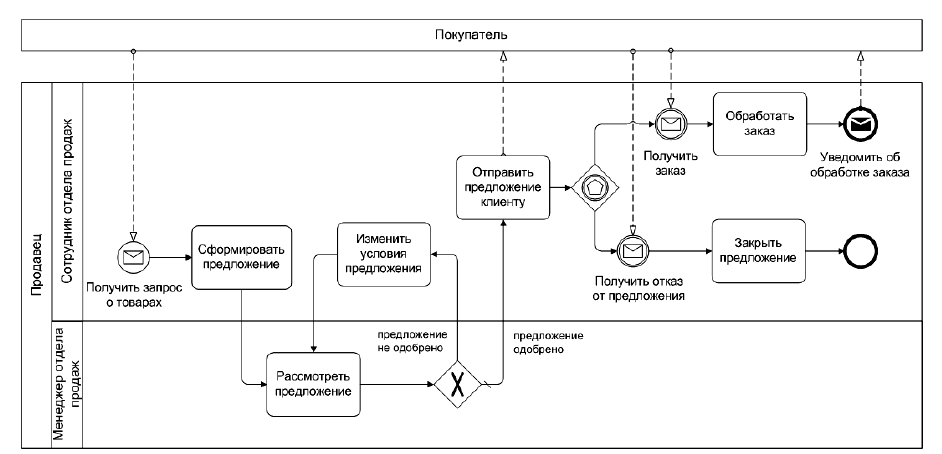 Покупатель
Продавец
Сотрудник отдела продаж
Получить запрос
о товарах
Сформировать
предложение
Изменить
условия
предложения
Отправить
предложение
клиенту
Получить
заказ
Обработать
заказ
Уведомить об
обработке заказа
Получить отказ
от предложения
Закрыть
предложение
Менеджер отдела
продаж
Рассмотреть
предложение
предложение
не одобрено
X
предложение
одобрено